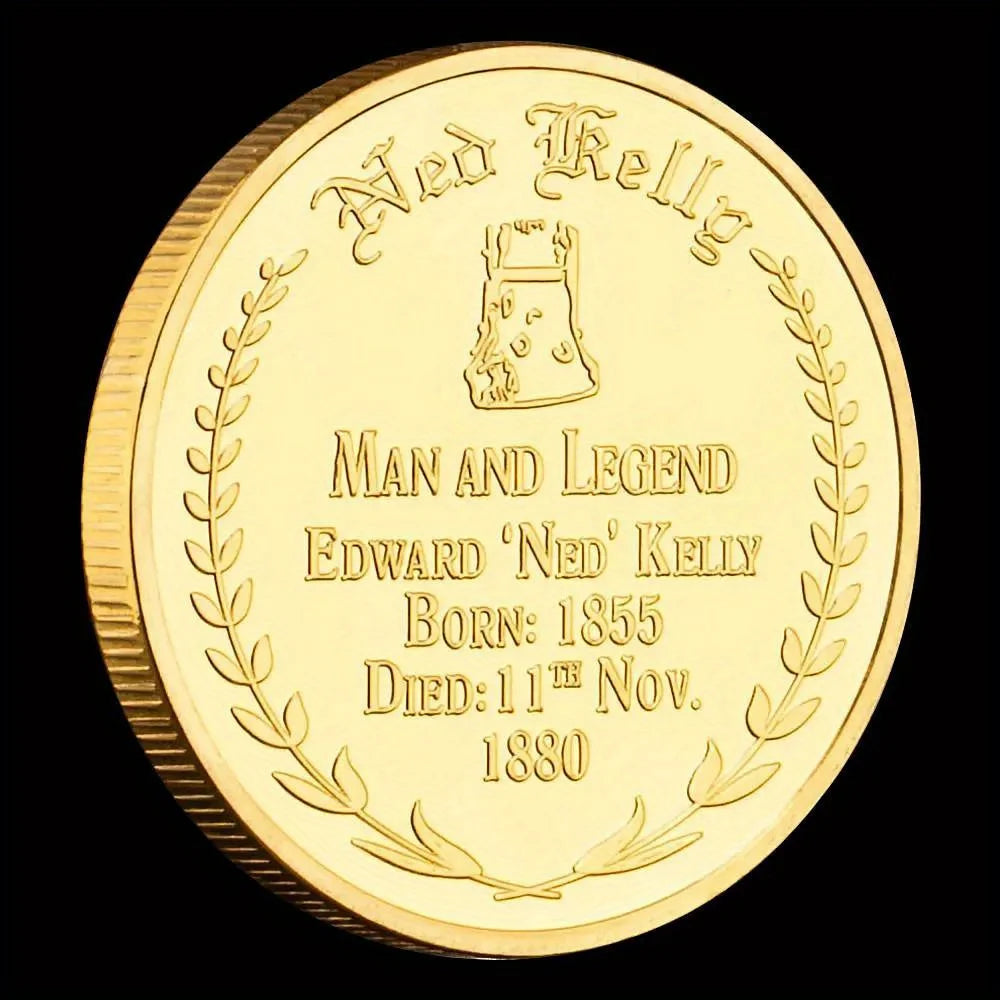 Ned Kelly
MAN AND LEGEND
EDWARD 'NED' KELLY
BORN: 1855
DIED: 11TH NOV.
1880